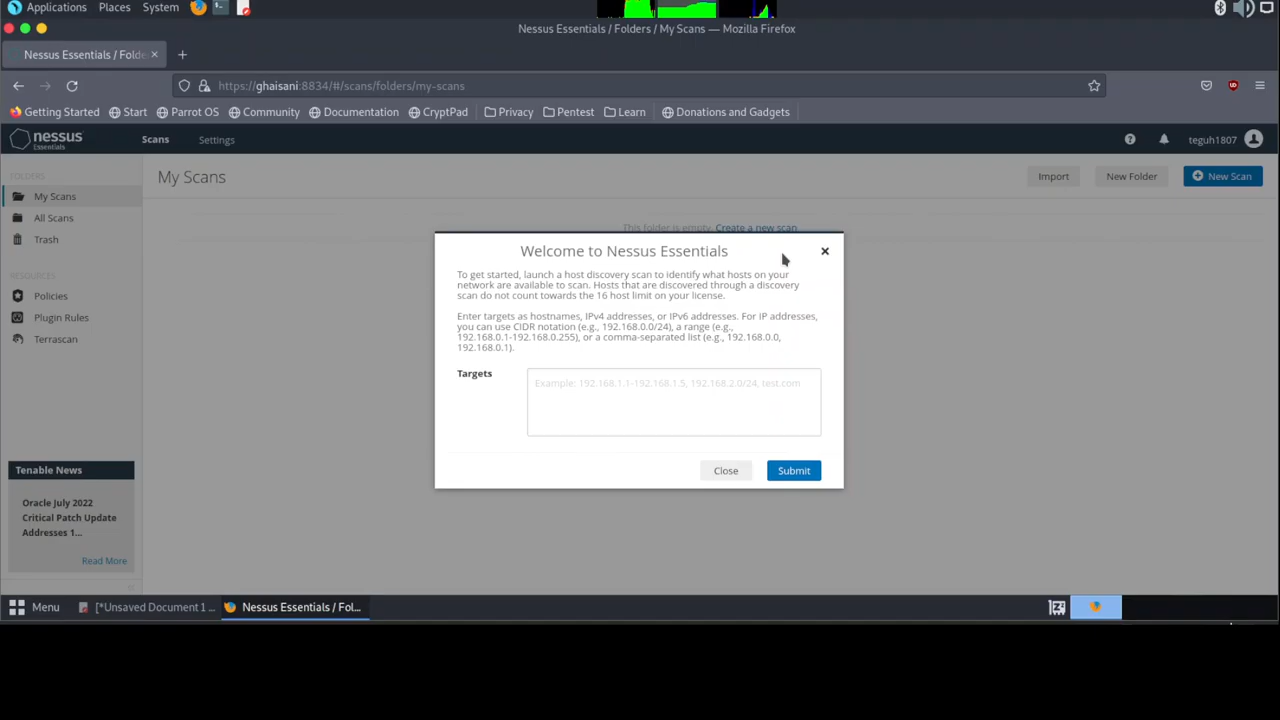 Applications Places System
Nessus Essentials / Folders / My Scans — Mozilla Firefox
Nessus Essentials / Folde
https://ghaisani:8834/#/scans/folders/my-scans
Getting Started Start Parrot OS Community Documentation CryptPad Privacy Pentest Learn Donations and Gadgets
nessus Essentials Scans Settings teguh1807
FOLDERS
My Scans
All Scans
Trash
RESOURCES
Policies
Plugin Rules
Terrascan
Tenable News
Oracle July 2022
Critical Patch Update
Addresses 1...
Read More
My Scans Import New Folder New Scan
This folder is empty. Create a new scan.
Welcome to Nessus Essentials
To get started, launch a host discovery scan to identify what hosts on your
network are available to scan. Hosts that are discovered through a discovery
scan do not count towards the 16 host limit on your license.
Enter targets as hostnames, IPv4 addresses, or IPv6 addresses. For IP addresses,
you can use CIDR notation (e.g., 192.168.0.0/24), a range (e.g.,
192.168.0.1-192.168.0.255), or a comma-separated list (e.g., 192.168.0.0,
192.168.0.1).
Targets
Example: 192.168.1.1-192.168.1.5, 192.168.2.0/24, test.com
Close Submit
Menu [*Unsaved Document 1 ... Nessus Essentials / Fol...